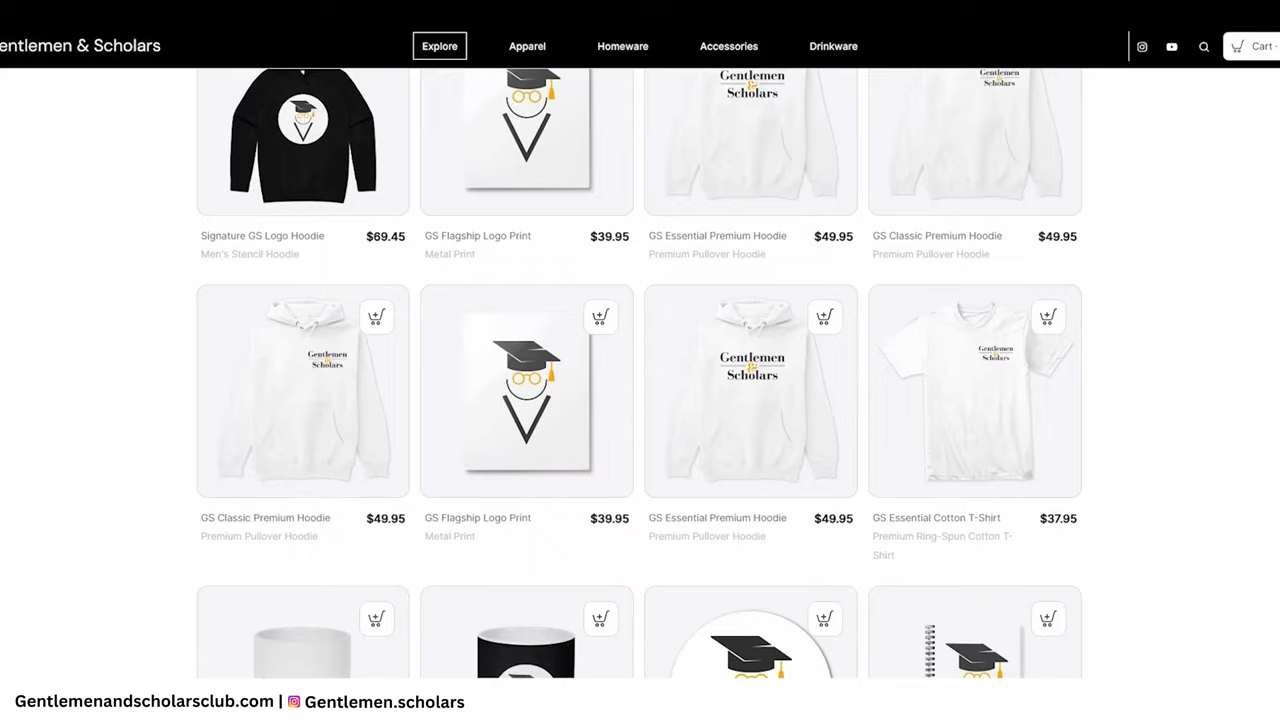 entlemen & Scholars
Explore
Apparel
Homeware
Accessories
Drinkware
Cart ·
Gentlemen
&
Scholars
Gentlemen
Scholars
Signature GS Logo Hoodie $69.45
Men's Stencil Hoodie
GS Flagship Logo Print $39.95
Metal Print
GS Essential Premium Hoodie $49.95
Premium Pullover Hoodie
GS Classic Premium Hoodie $49.95
Premium Pullover Hoodie
Gentlemen
&
Scholars
Gentlemen
&
Scholars
Gentlemen
&
Scholars
GS Classic Premium Hoodie $49.95
Premium Pullover Hoodie
GS Flagship Logo Print $39.95
Metal Print
GS Essential Premium Hoodie $49.95
Premium Pullover Hoodie
GS Essential Cotton T-Shirt $37.95
Premium Ring-Spun Cotton T-
Shirt
Gentlemenandscholarsclub.com | Gentlemen.scholars